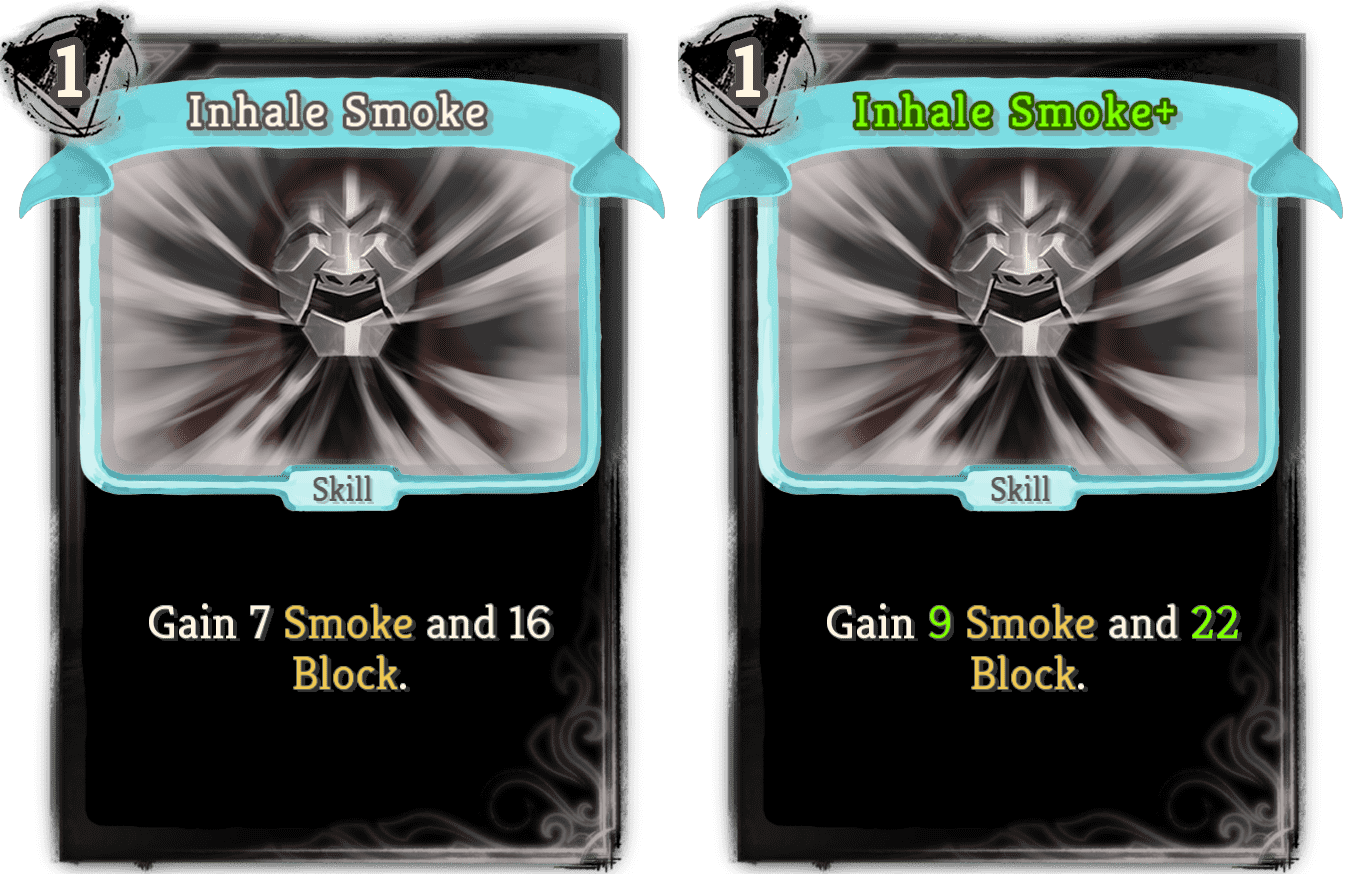 1
Inhale Smoke
Skill
Gain 7 Smoke and 16
Block.
1
Inhale Smoke+
Skill
Gain 9 Smoke and 22
Block.